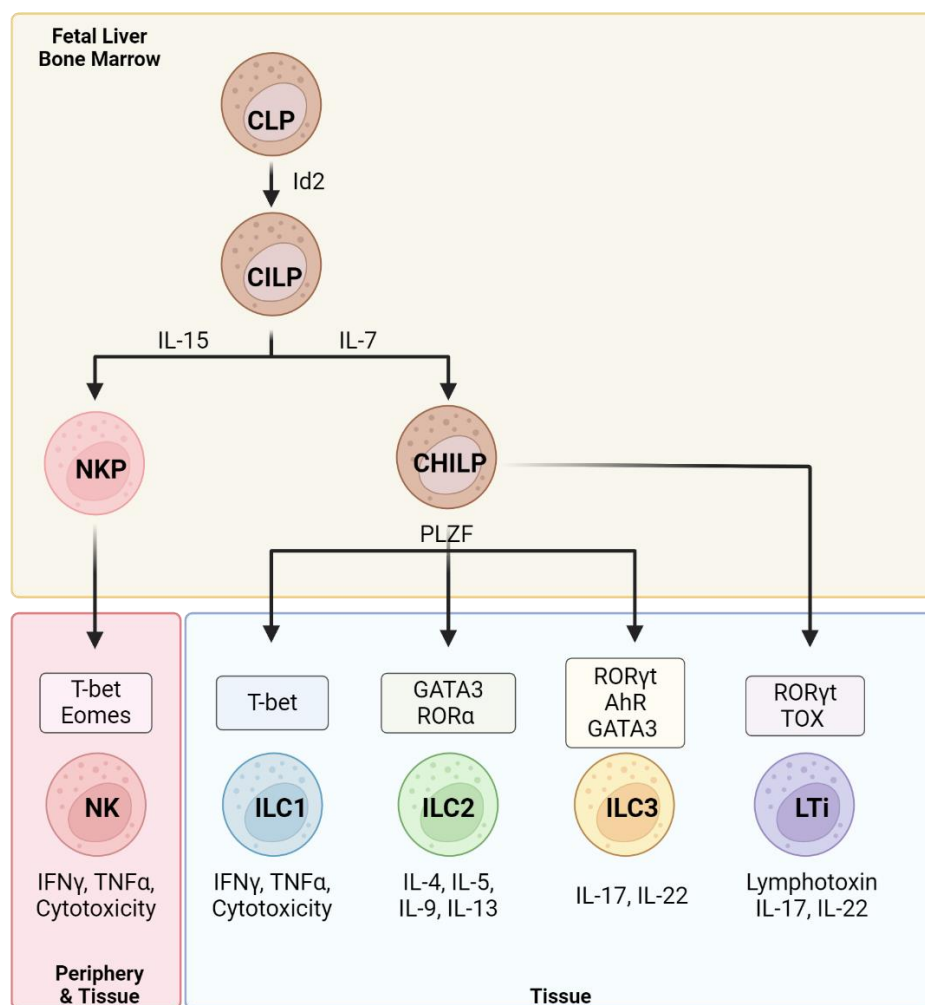 Fetal Liver
Bone Marrow
CLP
Id2
CILP
IL-15
IL-7
NKP
CHILP
PLZF
T-bet
Eomes
T-bet
GATA3
RORα
RORγt
AhR
GATA3
RORγt
TOX
NK
ILC1
ILC2
ILC3
LTi
IFNγ, TNFα,
Cytotoxicity
IFNγ, TNFα,
Cytotoxicity
IL-4, IL-5,
IL-9, IL-13
IL-17, IL-22
Lymphotoxin
IL-17, IL-22
Periphery
& Tissue
Tissue